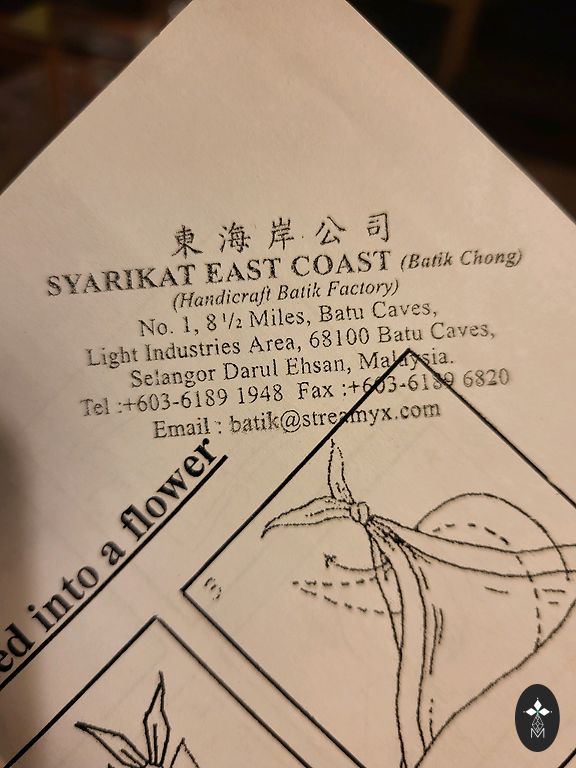 東海岸公司
SYARIKAT EAST COAST (Batik Chong)
(Handicraft Batik Factory)
No. 1, 8 1/2 Miles, Batu Caves,
Light Industries Area, 68100 Batu Caves,
Selangor Darul Ehsan, Malaysia.
Tel :+603-6189 1948 Fax :+603-6189 6820
Email : batik@streamyx.com
ed into a flower
3
M